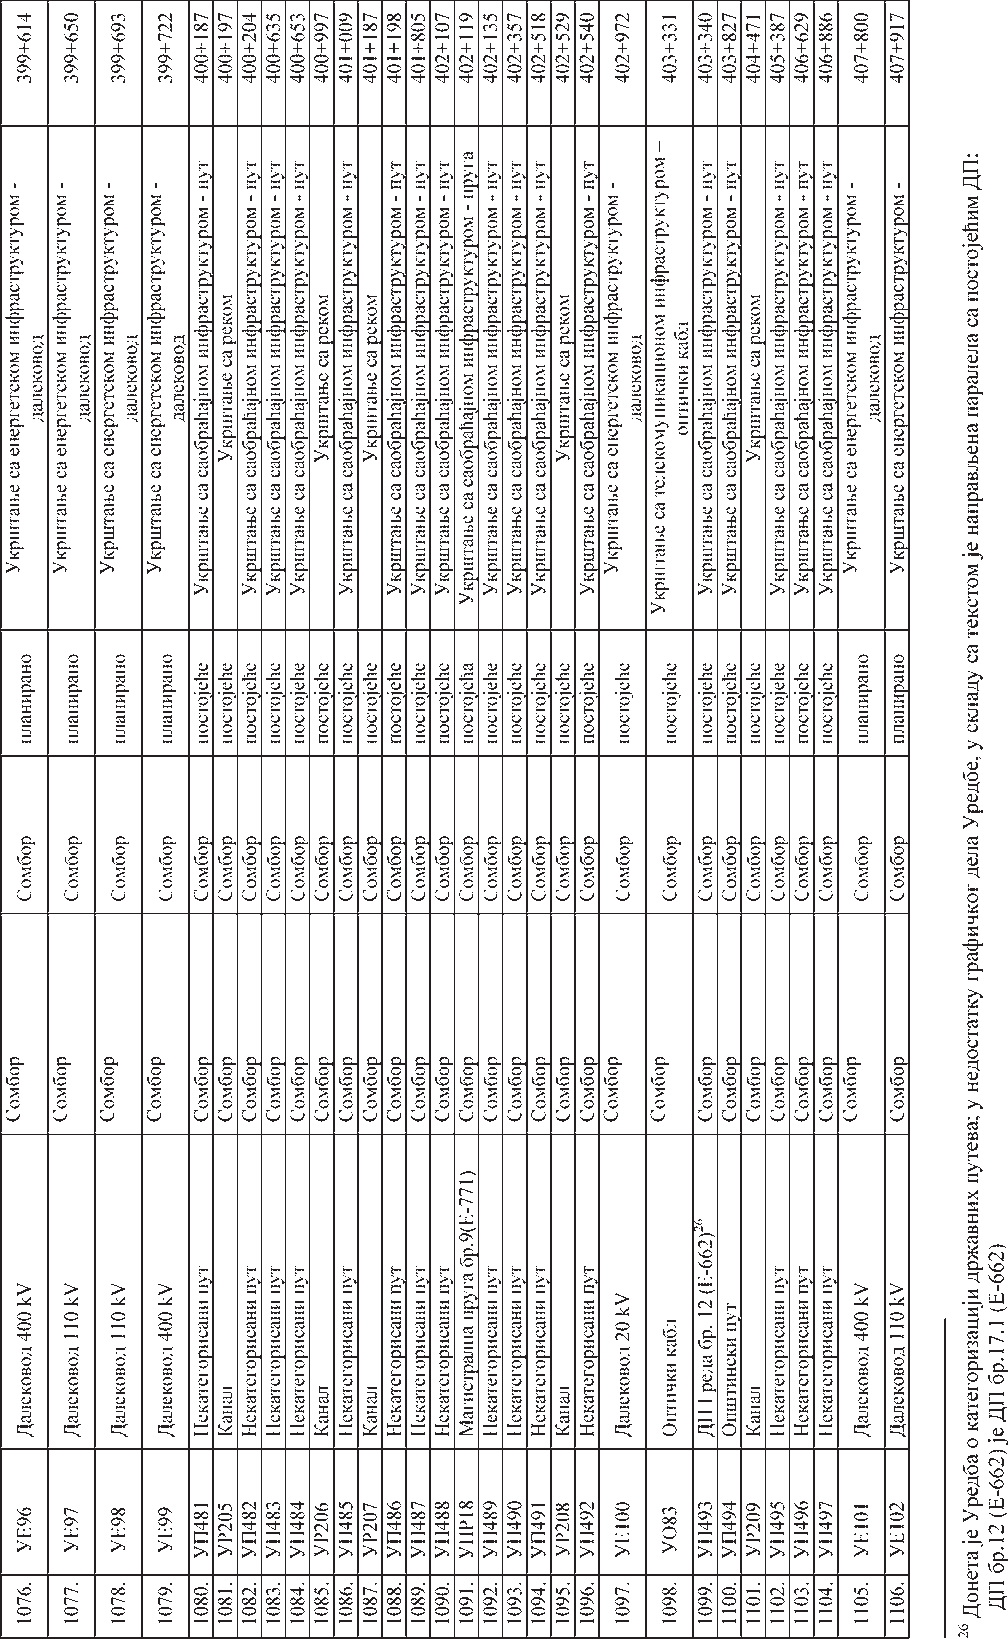 1076. УЕ96 Далековод 400 kV Сомбор Сомбор планирано Укрштање са енергетском инфраструктуром - 399+614
далековод
1077. УЕ97 Далековод 110 kV Сомбор Сомбор планирано Укрштање са енергетском инфраструктуром - 399+650
далековод
1078. УЕ98 Далековод 110 kV Сомбор Сомбор планирано Укрштање са енергетском инфраструктуром - 399+693
далековод
1079. УЕ99 Далековод 400 kV Сомбор Сомбор планирано Укрштање са енергетском инфраструктуром - 399+722
далековод
1080. УП481 Некатегорисани пут Сомбор Сомбор постојеће Укрштање са саобраћајном инфраструктуром - пут 400+187
1081. УР205 Канал Сомбор Сомбор постојеће Укрштање са реком 400+197
1082. УП482 Некатегорисани пут Сомбор Сомбор постојеће Укрштање са саобраћајном инфраструктуром - пут 400+204
1083. УП483 Некатегорисани пут Сомбор Сомбор постојеће Укрштање са саобраћајном инфраструктуром - пут 400+635
1084. УП484 Некатегорисани пут Сомбор Сомбор постојеће Укрштање са саобраћајном инфраструктуром - пут 400+653
1085. УР206 Канал Сомбор Сомбор постојеће Укрштање са реком 400+997
1086. УП485 Некатегорисани пут Сомбор Сомбор постојеће Укрштање са саобраћајном инфраструктуром - пут 401+009
1087. УР207 Канал Сомбор Сомбор постојеће Укрштање са реком 401+187
1088. УП486 Некатегорисани пут Сомбор Сомбор постојеће Укрштање са саобраћајном инфраструктуром - пут 401+198
1089. УП487 Некатегорисани пут Сомбор Сомбор постојеће Укрштање са саобраћајном инфраструктуром - пут 401+805
1090. УП488 Некатегорисани пут Сомбор Сомбор постојеће Укрштање са саобраћајном инфраструктуром - пут 402+107
1091. УПР18 Магистрална пруга бр.9(Е-771) Сомбор Сомбор постојећа Укрштање са саобраћајном инфраструктуром - пруга 402+119
1092. УП489 Некатегорисани пут Сомбор Сомбор постојеће Укрштање са саобраћајном инфраструктуром - пут 402+135
1093. УП490 Некатегорисани пут Сомбор Сомбор постојеће Укрштање са саобраћајном инфраструктуром - пут 402+357
1094. УП491 Некатегорисани пут Сомбор Сомбор постојеће Укрштање са саобраћајном инфраструктуром - пут 402+518
1095. УР208 Канал Сомбор Сомбор постојеће Укрштање са реком 402+529
1096. УП492 Некатегорисани пут Сомбор Сомбор постојеће Укрштање са саобраћајном инфраструктуром - пут 402+540
1097. УЕ100 Далековод 20 kV Сомбор Сомбор постојеће Укрштање са енергетском инфраструктуром - 402+972
далековод
1098. УО83 Оптички кабл Сомбор Сомбор постојеће Укрштање са телекомуникационом инфраструктуром – 403+331
оптички кабл
1099. УП493 ДП I реда бр. 12 (Е-662)26 Сомбор Сомбор постојеће Укрштање са саобраћајном инфраструктуром - пут 403+340
1100. УП494 Општински пут Сомбор Сомбор постојеће Укрштање са саобраћајном инфраструктуром - пут 403+827
1101. УР209 Канал Сомбор Сомбор постојеће Укрштање са реком 404+471
1102. УП495 Некатегорисани пут Сомбор Сомбор постојеће Укрштање са саобраћајном инфраструктуром - пут 405+387
1103. УП496 Некатегорисани пут Сомбор Сомбор постојеће Укрштање са саобраћајном инфраструктуром - пут 406+629
1104. УП497 Некатегорисани пут Сомбор Сомбор постојеће Укрштање са саобраћајном инфраструктуром - пут 406+886
1105. УЕ101 Далековод 400 kV Сомбор Сомбор планирано Укрштање са енергетском инфраструктуром - 407+800
далековод
1106. УЕ102 Далековод 110 kV Сомбор Сомбор планирано Укрштање са енергетском инфраструктуром - 407+917
26 Донета је Уредба о категоризацији државних путева; у недостатку графичког дела Уредбе, у складу са текстом је направљена паралела са постојећим ДП:
ДП бр.12 (Е-662) је ДП бр.17.1 (Е-662)